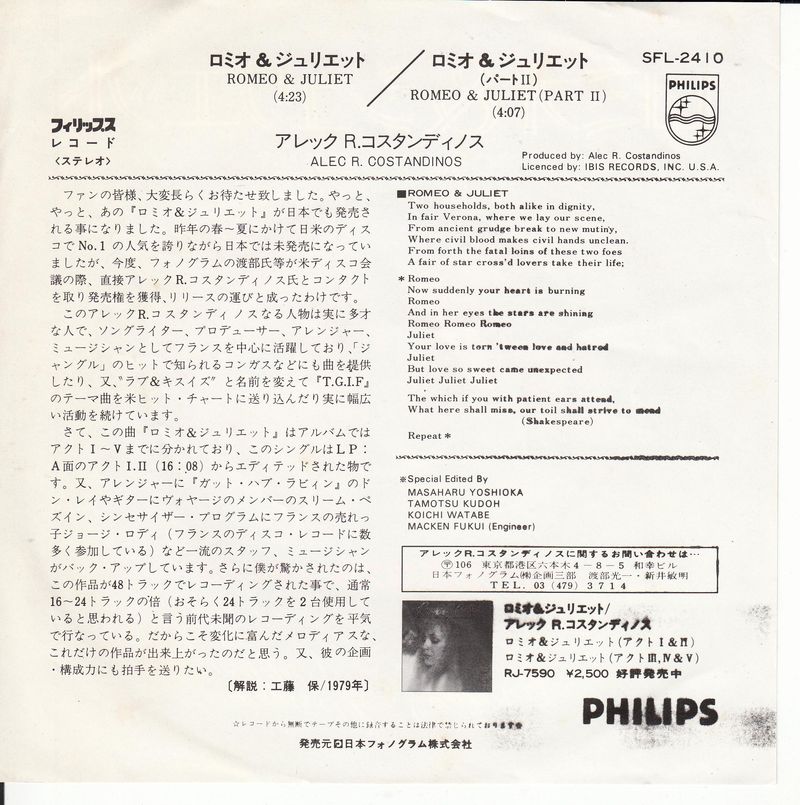 ロミオ & ジュリエット
ROMEO & JULIET
(4:23)
ロミオ & ジュリエット
(パートII)
ROMEO & JULIET (PART II)
(4:07)
SFL-2410
PHILIPS
フィリップス
レコード
〈ステレオ〉
アレック R.コスタンディノス
ALEC R. COSTANDINOS
Produced by: Alec R. Costandinos
Licenced by: IBIS RECORDS, INC. U.S.A.
ファンの皆様、大変長らくお待たせ致しました。やっと、
やっと、あの『ロミオ&ジュリエット』が日本でも発売さ
れる事になりました。昨年の春〜夏にかけて日米のディス
コでNo.1の人気を誇りながら日本では未発売になってい
ましたが、今度、フォノグラムの渡部氏等が米ディスコ会
議の際、直接アレックR.コスタンディノス氏とコンタクト
を取り発売権を獲得、リリースの運びと成ったわけです。
このアレックR.コスタンディノスなる人物は実に多才
な人で、ソングライター、プロデューサー、アレンジャー、
ミュージシャンとしてフランスを中心に活躍しており、「ジ
ャングル」のヒットで知られるコンガスなどにも曲を提供
したり、又、〝ラブ&キスイズ〟と名前を変えて『T.G.I.F』
のテーマ曲を米ヒット・チャートに送り込んだり実に幅広
い活動を続けています。
さて、この曲『ロミオ&ジュリエット』はアルバムでは
アクトI〜Vまでに分かれており、このシングルはLP:
A面のアクトI.II(16:08)からエディテッドされた物で
す。又、アレンジャーに『ガット・ハブ・ラビィン』のド
ン・レイやギターにヴォヤージのメンバーのスリーム・ペ
ズイン、シンセサイザー・プログラムにフランスの売れっ
子ジョージ・ロディ(フランスのディスコ・レコードに数
多く参加している)など一流のスタッフ、ミュージシャン
がバック・アップしています。さらに僕が驚かされたのは、
この作品が48トラックでレコーディングされた事で、通常
16〜24トラックの倍(おそらく24トラックを2台使用して
いると思われる)と言う前代未聞のレコーディングを平気
で行なっている。だからこそ変化に富んだメロディアスな、
これだけの作品が出来上がったのだと思う。又、彼の企画
・構成力にも拍手を送りたい。
〔解説:工藤 保/1979年〕
■ROMEO & JULIET
Two households, both alike in dignity,
In fair Verona, where we lay our scene,
From ancient grudge break to new mutiny,
Where civil blood makes civil hands unclean.
From forth the fatal loins of these two foes
A fair of star cross'd lovers take their life;
* Romeo
Now suddenly your heart is burning
Romeo
And in her eyes the stars are shining
Romeo Romeo Romeo
Juliet
Your love is torn 'tween love and hatred
Juliet
But love so sweet came unexpected
Juliet Juliet Juliet
The which if you with patient ears attend,
What here shall miss, our toil shall strive to mend
(Shakespeare)
Repeat *
※Special Edited By
MASAHARU YOSHIOKA
TAMOTSU KUDOH
KOICHI WATABE
MACKEN FUKUI (Engineer)
アレックR.コスタンディノスに関するお問い合わせは…
〒106 東京都港区六本木4-8-5 和幸ビル
日本フォノグラム㈱企画三部 渡部光一・新井敏明
TEL. 03 (479) 3714
ロミオ&ジュリエット/
アレック R.コスタンディノス
ロミオ&ジュリエット(アクトI&II)
ロミオ&ジュリエット(アクトIII,IV&V)
RJ-7590 ¥2,500 好評発売中
PHILIPS
☆レコードから無断でテープその他に録音することは法律で禁じられております
発売元 日本フォノグラム株式会社